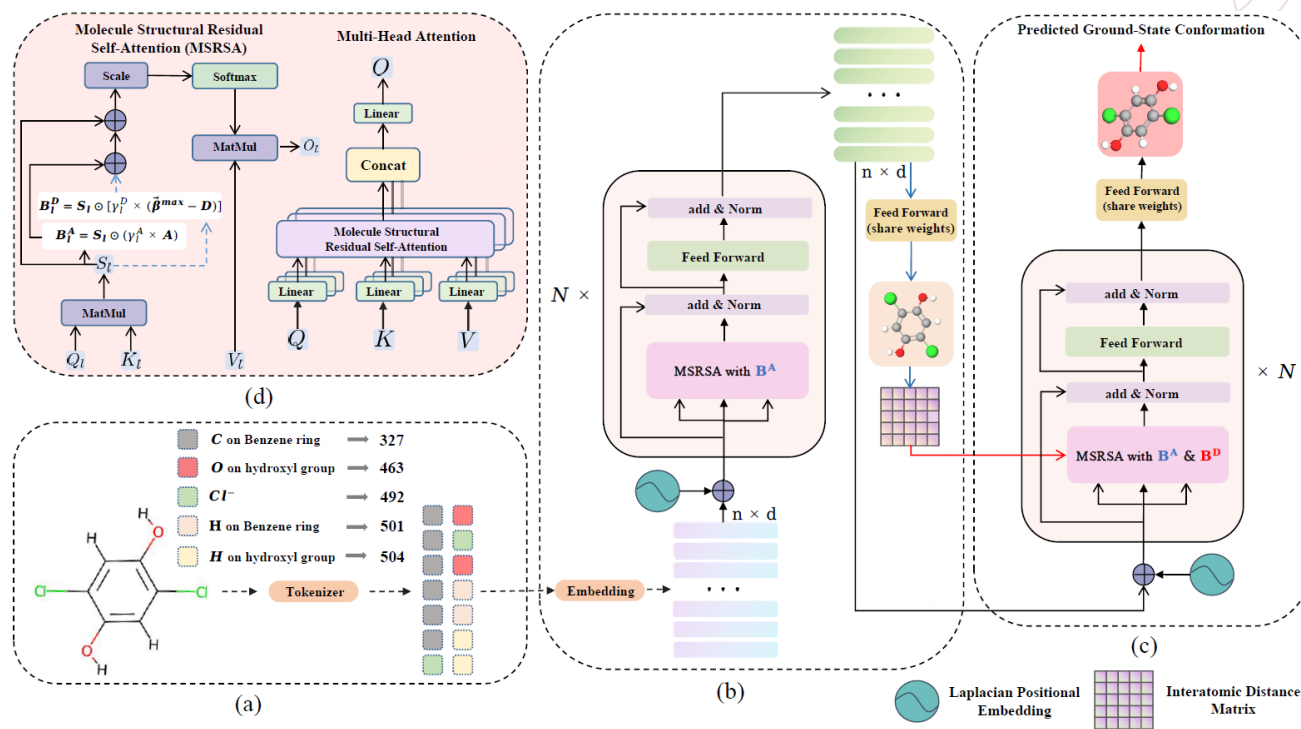 Molecule Structural Residual
Self-Attention (MSRSA)
Scale
Softmax
MatMul
Õₗ
B_l^D = S_l ⊙ [γ_l^D × (β⃗^max − D)]
B_l^A = S_l ⊙ (γ_l^A × A)
S_l
MatMul
Q_l
K_l
V_l
Multi-Head Attention
O
Linear
Concat
Molecule Structural
Residual Self-Attention
Linear
Linear
Linear
Q
K
V
(d)
C on Benzene ring
327
O on hydroxyl group
463
Cl⁻
492
H on Benzene ring
501
H on hydroxyl group
504
H
O
H
Cl
Cl
O
H
H
Tokenizer
(a)
Embedding
n × d
• • •
N ×
add & Norm
Feed Forward
add & Norm
MSRSA with B^A
• • •
n × d
Feed Forward
(share weights)
(b)
Predicted Ground-State Conformation
Feed Forward
(share weights)
add & Norm
Feed Forward
add & Norm
MSRSA with B^A & B^D
× N
(c)
Laplacian Positional
Embedding
Interatomic Distance
Matrix